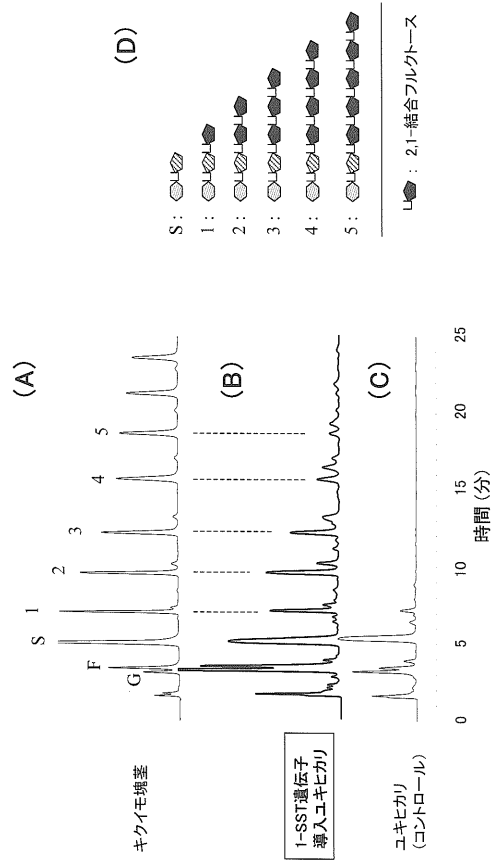 (A)
キクイモ塊茎
G
F
S
1
2
3
4
5
(B)
1-SST遺伝子
導入ユキヒカリ
(C)
ユキヒカリ
(コントロール)
0
5
10
15
20
25
時間(分)
(D)
S :
1 :
2 :
3 :
4 :
5 :
: 2,1-結合フルクトース